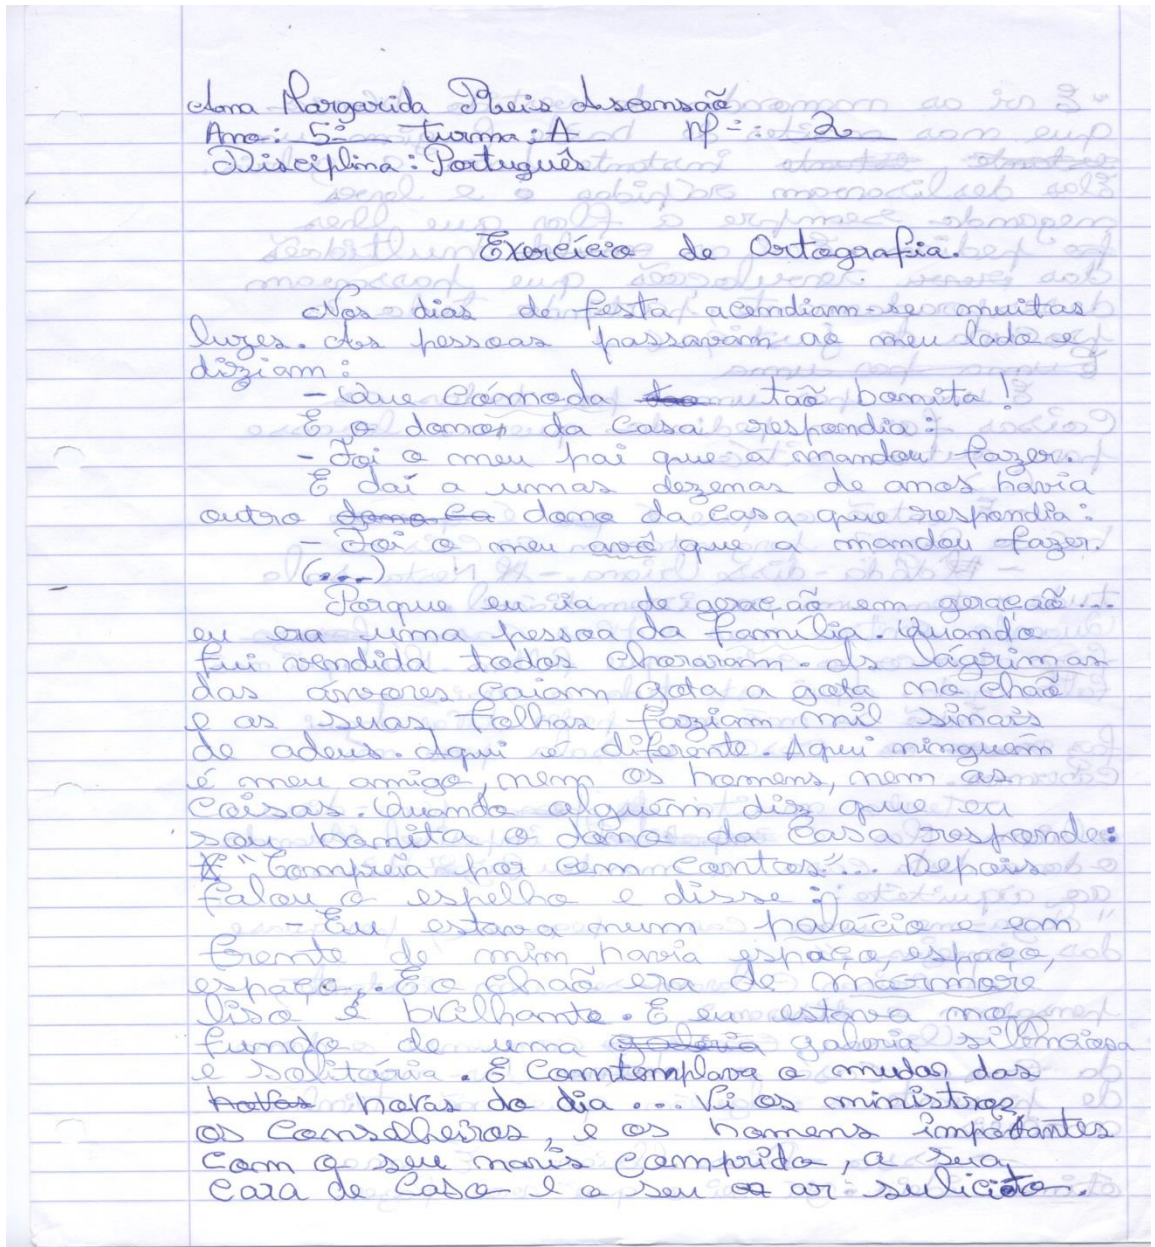 Ana Margarida Reis Ascensão
Ano: 5º turma: A nº: 2
Disciplina: Português
Exercício de Ortografia.
Nos dias de festa acendiam-se muitas
luzes. As pessoas passavam ao meu lado e
diziam:
- Que cómoda tão bonita!
E o dono da casa respondia:
- Foi o meu pai que a mandou fazer.
E daí a umas dezenas de anos havia
outro dono da casa que respondia:
- Foi o meu avô que a mandou fazer.
(...)
Porque eu ia de geração em geração...
eu era uma pessoa da família. Quando
fui vendida todos choraram. As lágrimas
das árvores caiam gota a gota no chão
e as suas folhas faziam mil sinais
de adeus. Aqui é diferente. Aqui ninguém
é meu amigo, nem os homens, nem as
coisas. Quando alguém diz que eu
sou bonita o dono da casa responde:
"Compreia por cem contos"... Depois
falou o espelho e disse:
- Eu estava num palácio e em
frente de mim havia espaço, espaço,
espaço,. E o chão era de mármore
liso e brilhante. E eu estava no
fundo de uma galeria silenciosa
e solitária. E Comtemplava o mudar das
horas do dia... Vi os ministros,
os Conselheiros, e os homens importantes
com o seu naris comprido, a sua
cara de caso e o seu ar sulicito.